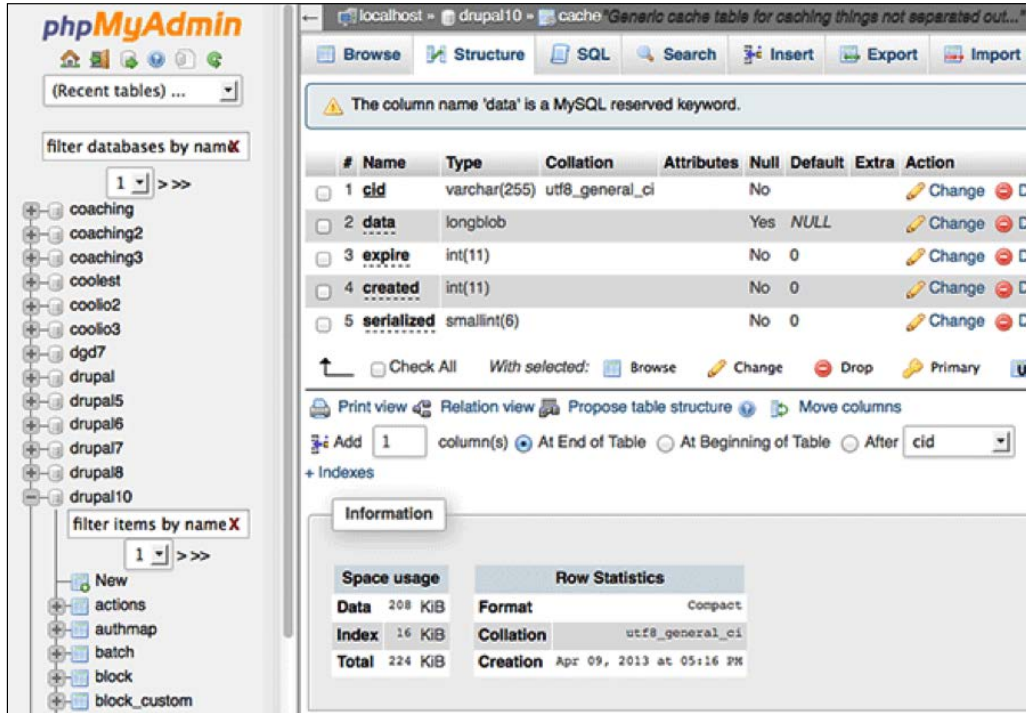 phpMyAdmin
(Recent tables) ...
filter databases by name X
1 > >>
coaching
coaching2
coaching3
coolest
coolio2
coolio3
dgd7
drupal
drupal5
drupal6
drupal7
drupal8
drupal10
filter items by name X
1 > >>
New
actions
authmap
batch
block
block_custom
← localhost » drupal10 » cache "Generic cache table for caching things not separated out..."
Browse Structure SQL Search Insert Export Import
The column name 'data' is a MySQL reserved keyword.
# Name Type Collation Attributes Null Default Extra Action
1 cid varchar(255) utf8_general_ci No Change D
2 data longblob Yes NULL Change D
3 expire int(11) No 0 Change D
4 created int(11) No 0 Change D
5 serialized smallint(6) No 0 Change D
Check All With selected: Browse Change Drop Primary U
Print view Relation view Propose table structure Move columns
Add 1 column(s) At End of Table At Beginning of Table After cid
+ Indexes
Information
Space usage
Data 208 KiB
Index 16 KiB
Total 224 KiB
Row Statistics
Format Compact
Collation utf8_general_ci
Creation Apr 09, 2013 at 05:16 PM